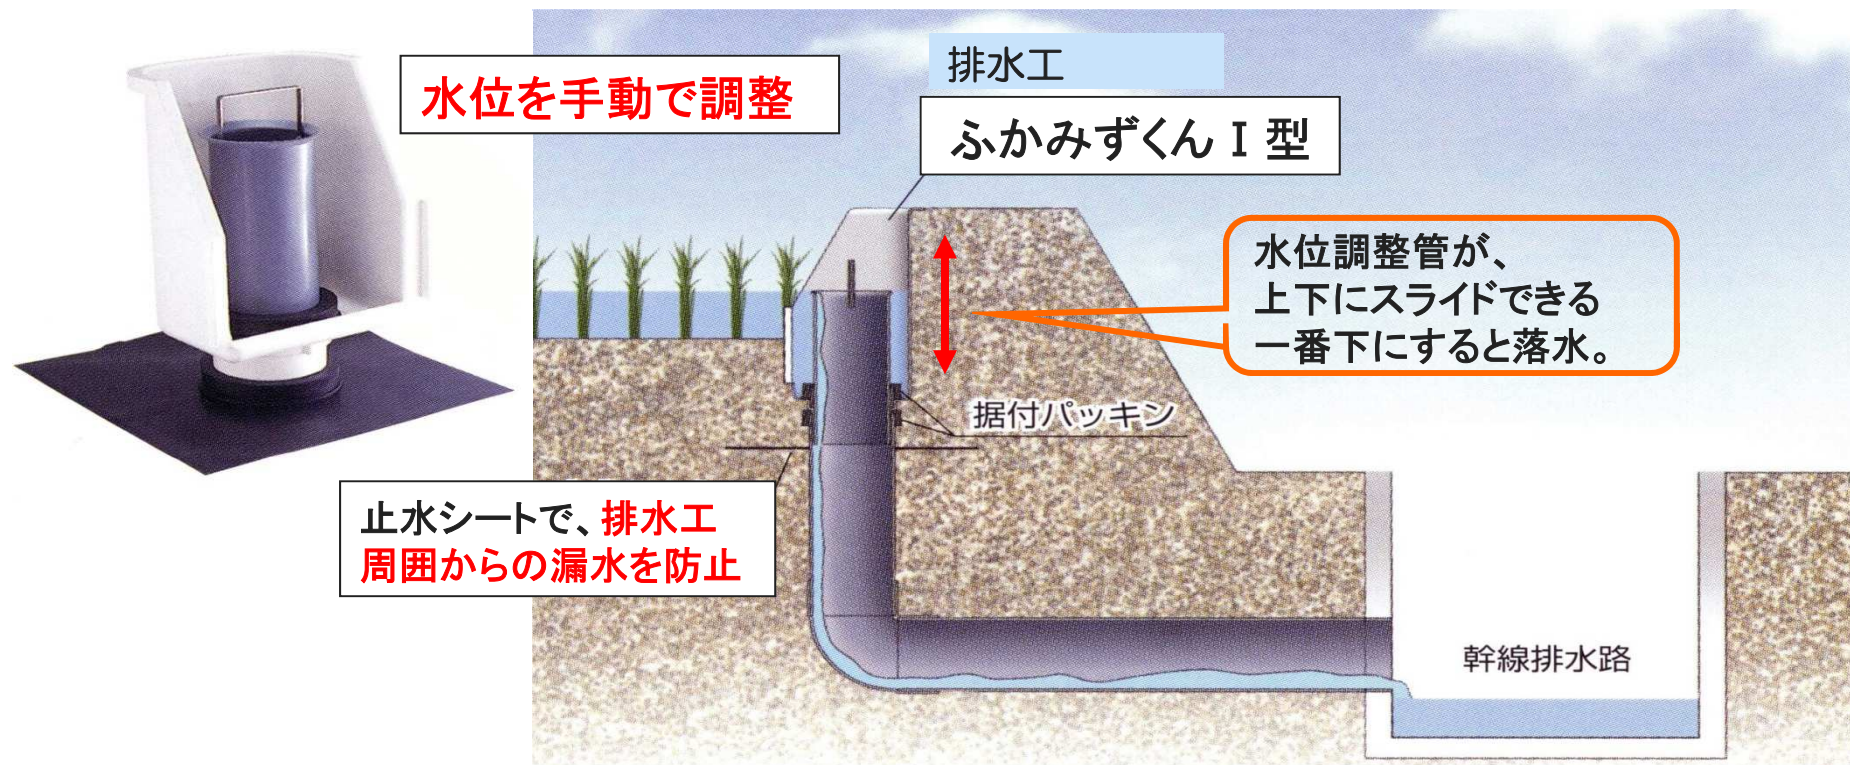 水位を手動で調整
排水工
ふかみずくんⅠ型
水位調整管が、
上下にスライドできる
一番下にすると落水。
据付パッキン
止水シートで、排水工
周囲からの漏水を防止
幹線排水路